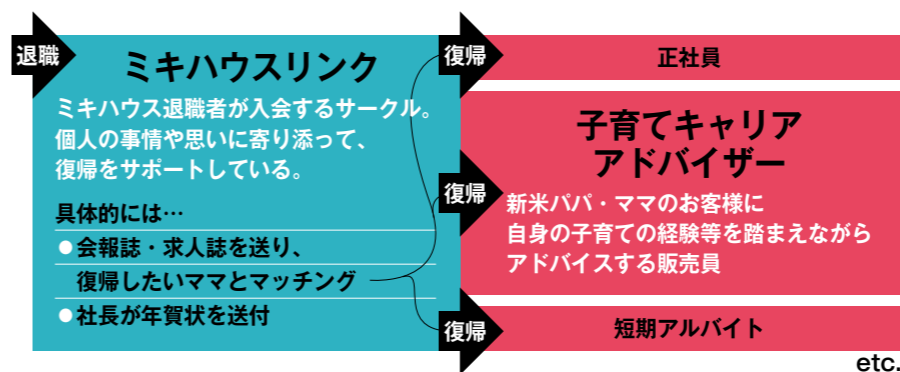 退職
ミキハウスリンク
ミキハウス退職者が入会するサークル。
個人の事情や思いに寄り添って、
復帰をサポートしている。
具体的には…
●会報誌・求人誌を送り、
復帰したいママとマッチング
●社長が年賀状を送付
復帰
正社員
復帰
子育てキャリア
アドバイザー
新米パパ・ママのお客様に
自身の子育ての経験等を踏まえながら
アドバイスする販売員
復帰
短期アルバイト
etc.